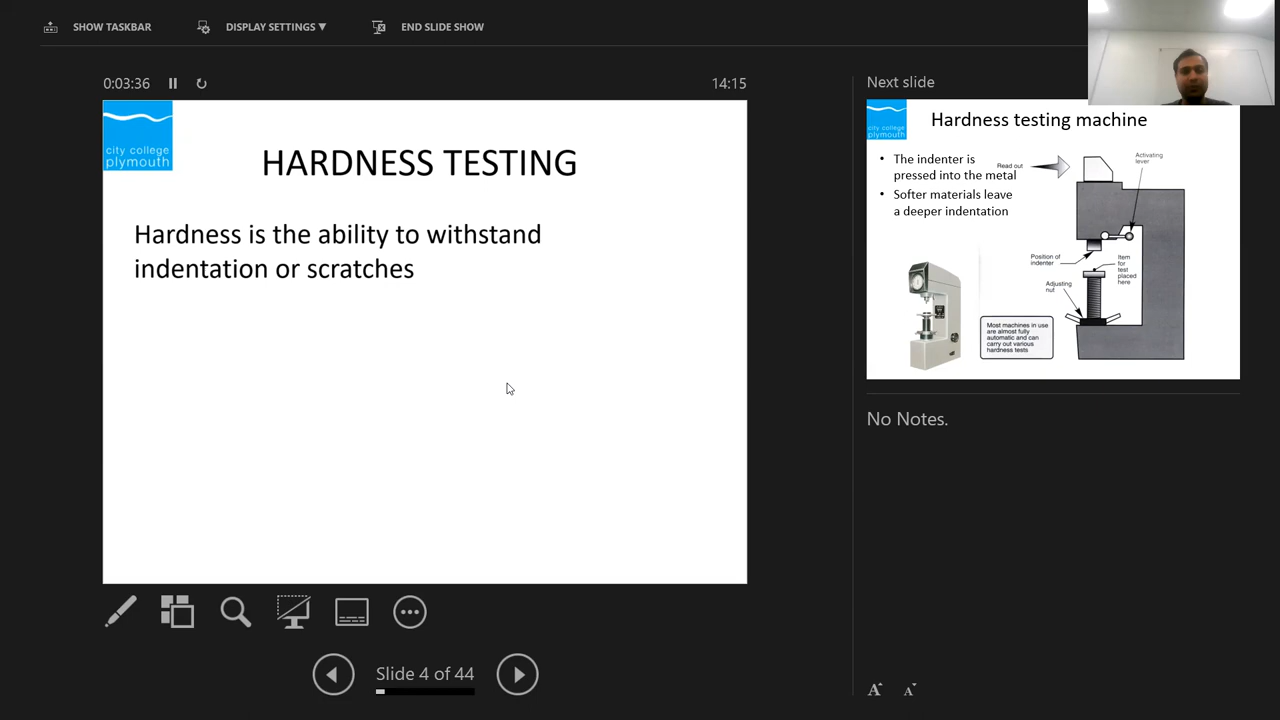 SHOW TASKBAR
DISPLAY SETTINGS ▼
END SLIDE SHOW
0:03:36
14:15
city college
plymouth
HARDNESS TESTING
Hardness is the ability to withstand
indentation or scratches
Slide 4 of 44
Next slide
city college
plymouth
Hardness testing machine
• The indenter is
pressed into the metal
• Softer materials leave
a deeper indentation
Read out
Activating
lever
Position of
indenter
Item
for
test
placed
here
Adjusting
nut
Most machines in use
are almost fully
automatic and can
carry out various
hardness tests
No Notes.
A
A